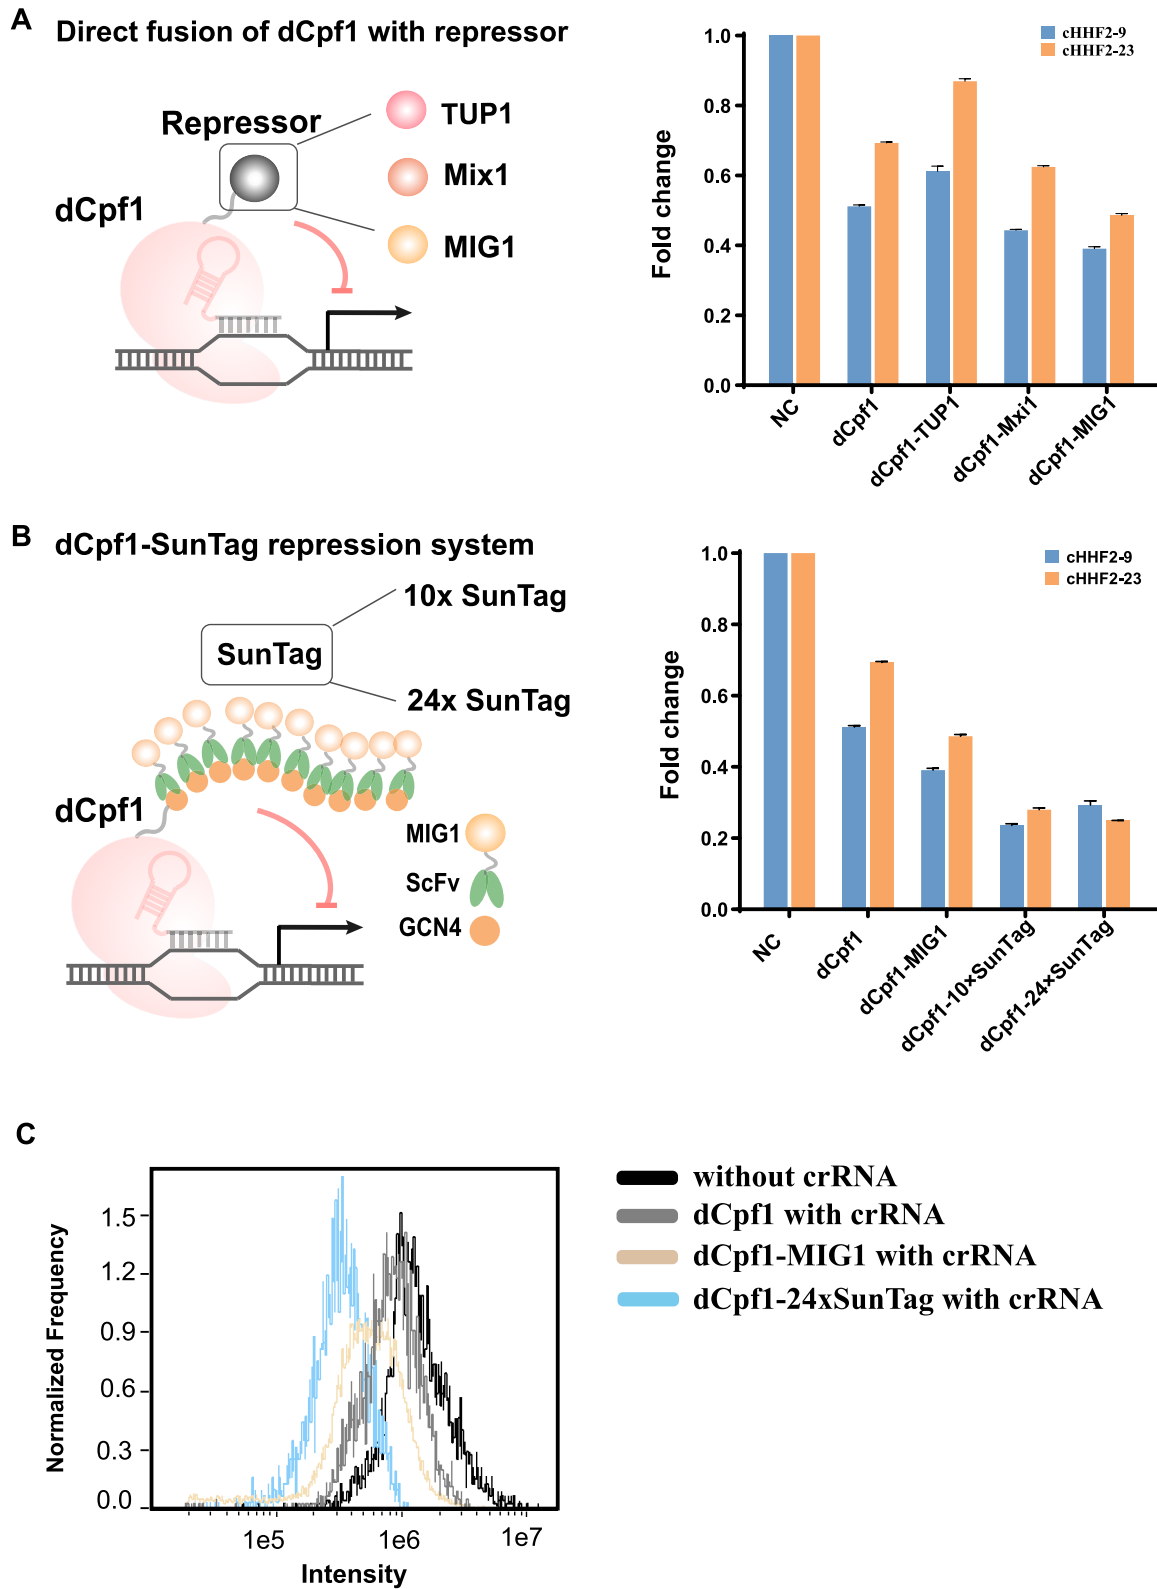 A Direct fusion of dCpf1 with repressor
Repressor
dCpf1
TUP1
Mix1
MIG1
Fold change
1.0
0.8
0.6
0.4
0.2
0.0
cHHF2-9
cHHF2-23
NC
dCpf1
dCpf1-TUP1
dCpf1-Mxi1
dCpf1-MIG1
B dCpf1-SunTag repression system
10x SunTag
SunTag
24x SunTag
dCpf1
MIG1
ScFv
GCN4
Fold change
1.0
0.8
0.6
0.4
0.2
0.0
cHHF2-9
cHHF2-23
NC
dCpf1
dCpf1-MIG1
dCpf1-10×SunTag
dCpf1-24×SunTag
C
Normalized Frequency
1.5
1.2
0.9
0.6
0.3
0.0
1e5
1e6
1e7
Intensity
without crRNA
dCpf1 with crRNA
dCpf1-MIG1 with crRNA
dCpf1-24xSunTag with crRNA